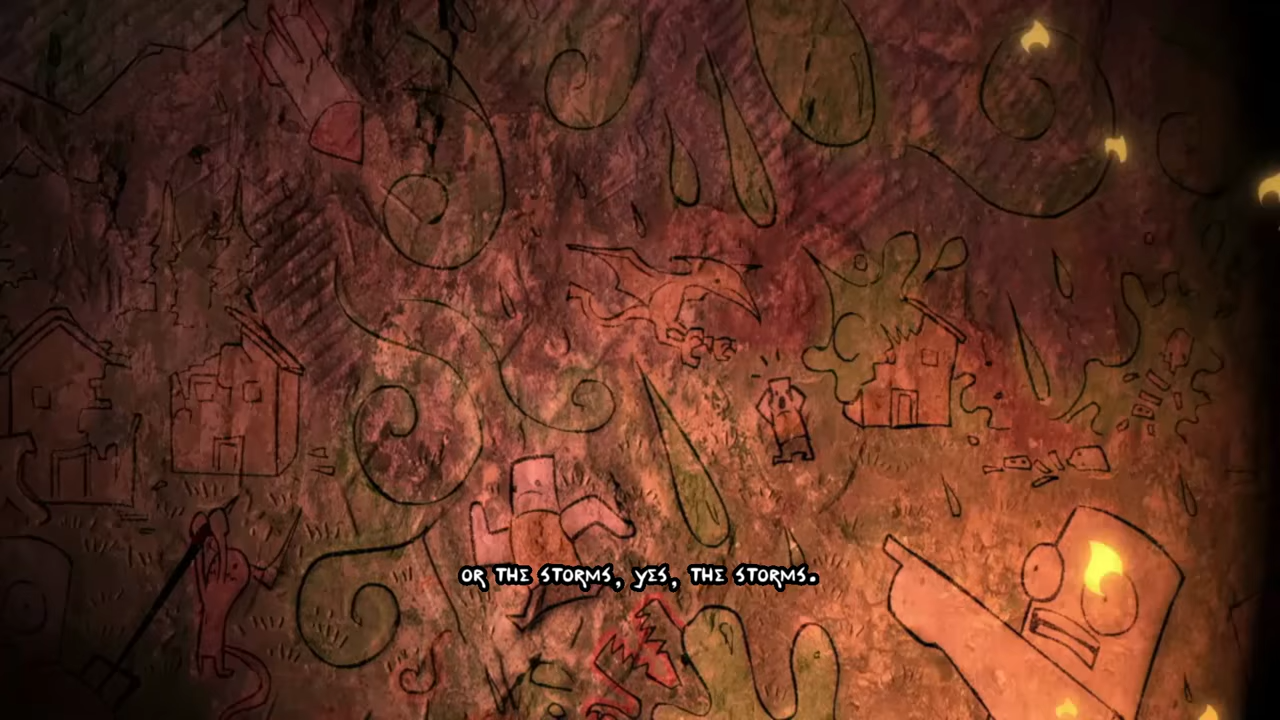 OR THE STORMS, YES, THE STORMS.